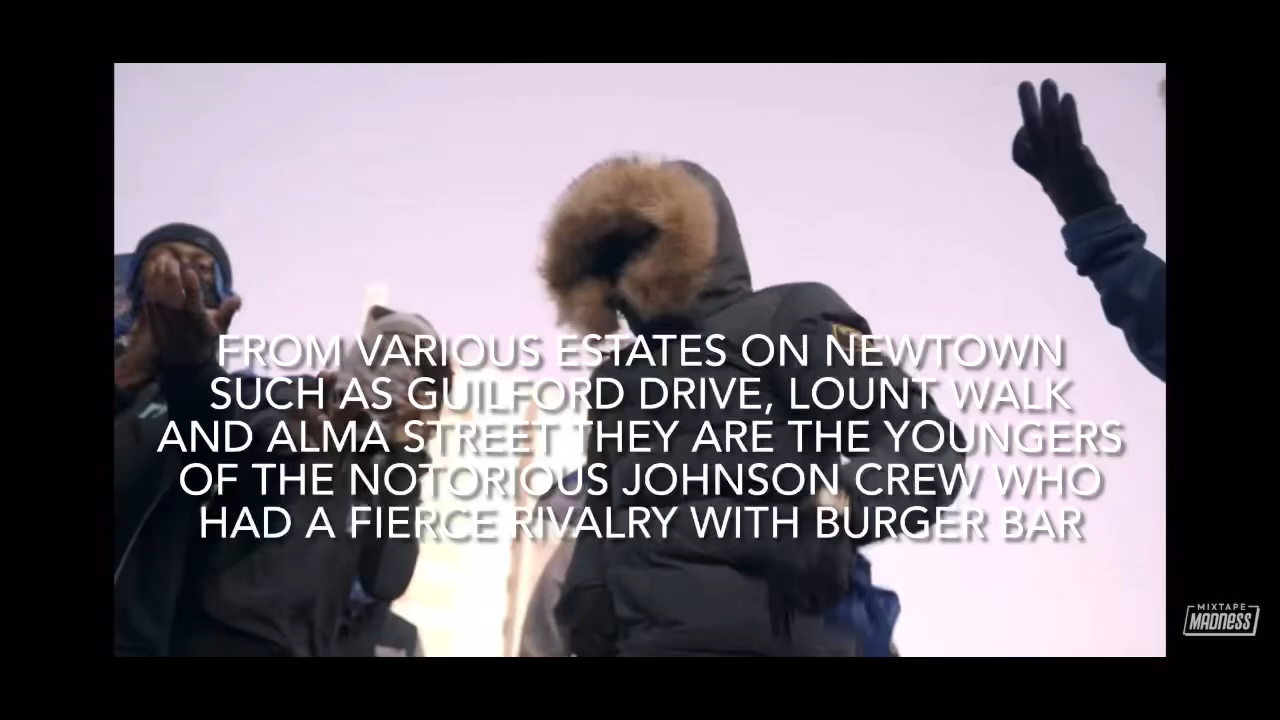 FROM VARIOUS ESTATES ON NEWTOWN
SUCH AS GUILFORD DRIVE, LOUNT WALK
AND ALMA STREET THEY ARE THE YOUNGERS
OF THE NOTORIOUS JOHNSON CREW WHO
HAD A FIERCE RIVALRY WITH BURGER BAR
MIXTAPE
MADNESS